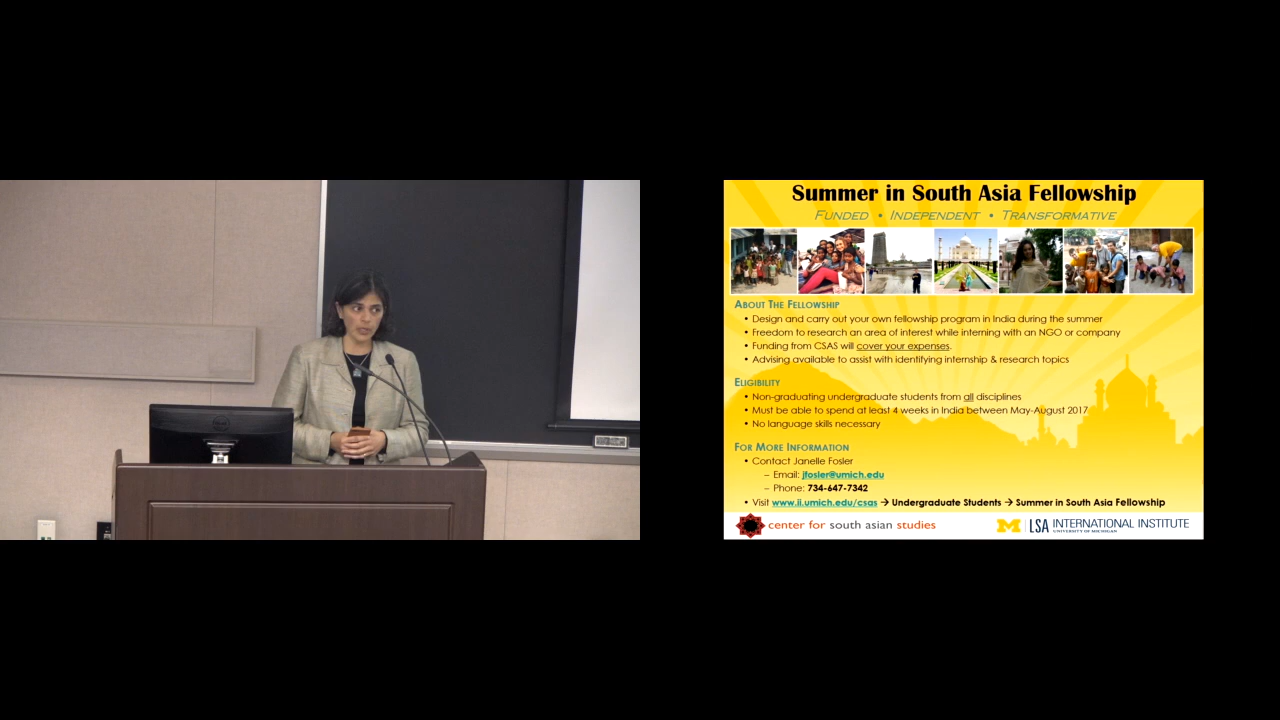 Summer in South Asia Fellowship
Funded • Independent • Transformative
About The Fellowship
• Design and carry out your own fellowship program in India during the summer
• Freedom to research an area of interest while interning with an NGO or company
• Funding from CSAS will cover your expenses.
• Advising available to assist with identifying internship & research topics
Eligibility
• Non-graduating undergraduate students from all disciplines
• Must be able to spend at least 4 weeks in India between May-August 2017
• No language skills necessary
For More Information
• Contact Janelle Fosler
– Email: jfosler@umich.edu
– Phone: 734-647-7342
• Visit www.ii.umich.edu/csas → Undergraduate Students → Summer in South Asia Fellowship
center for south asian studies
M LSA INTERNATIONAL INSTITUTE
UNIVERSITY OF MICHIGAN